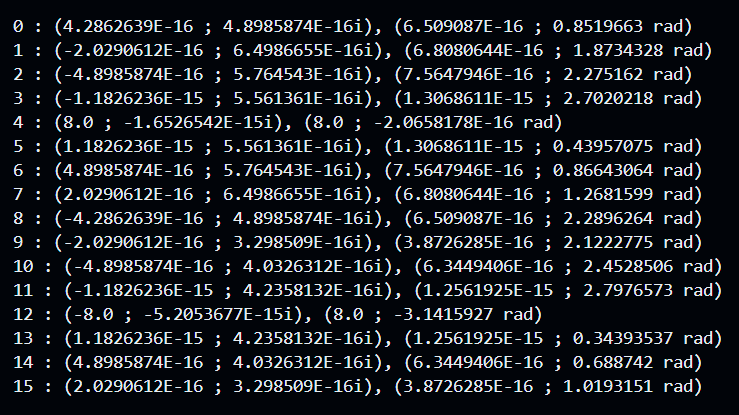 0 : (4.2862639E-16 ; 4.8985874E-16i), (6.509087E-16 ; 0.8519663 rad)
1 : (-2.0290612E-16 ; 6.4986655E-16i), (6.8080644E-16 ; 1.8734328 rad)
2 : (-4.8985874E-16 ; 5.764543E-16i), (7.5647946E-16 ; 2.275162 rad)
3 : (-1.1826236E-15 ; 5.561361E-16i), (1.3068611E-15 ; 2.7020218 rad)
4 : (8.0 ; -1.6526542E-15i), (8.0 ; -2.0658178E-16 rad)
5 : (1.1826236E-15 ; 5.561361E-16i), (1.3068611E-15 ; 0.43957075 rad)
6 : (4.8985874E-16 ; 5.764543E-16i), (7.5647946E-16 ; 0.86643064 rad)
7 : (2.0290612E-16 ; 6.4986655E-16i), (6.8080644E-16 ; 1.2681599 rad)
8 : (-4.2862639E-16 ; 4.8985874E-16i), (6.509087E-16 ; 2.2896264 rad)
9 : (-2.0290612E-16 ; 3.298509E-16i), (3.8726285E-16 ; 2.1222775 rad)
10 : (-4.8985874E-16 ; 4.0326312E-16i), (6.3449406E-16 ; 2.4528506 rad)
11 : (-1.1826236E-15 ; 4.2358132E-16i), (1.2561925E-15 ; 2.7976573 rad)
12 : (-8.0 ; -5.2053677E-15i), (8.0 ; -3.1415927 rad)
13 : (1.1826236E-15 ; 4.2358132E-16i), (1.2561925E-15 ; 0.34393537 rad)
14 : (4.8985874E-16 ; 4.0326312E-16i), (6.3449406E-16 ; 0.688742 rad)
15 : (2.0290612E-16 ; 3.298509E-16i), (3.8726285E-16 ; 1.0193151 rad)